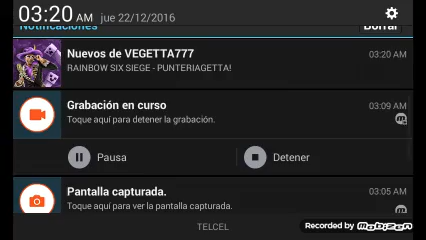 03:20 AM jue 22/12/2016
Notificaciones Borrar
Nuevos de VEGETTA777 03:20 AM
RAINBOW SIX SIEGE - PUNTERIAGETTA!
Grabación en curso 03:09 AM
Toque aquí para detener la grabación.
Pausa Detener
Pantalla capturada. 03:05 AM
Toque aquí para ver la pantalla capturada.
TELCEL
Recorded by Mobizen